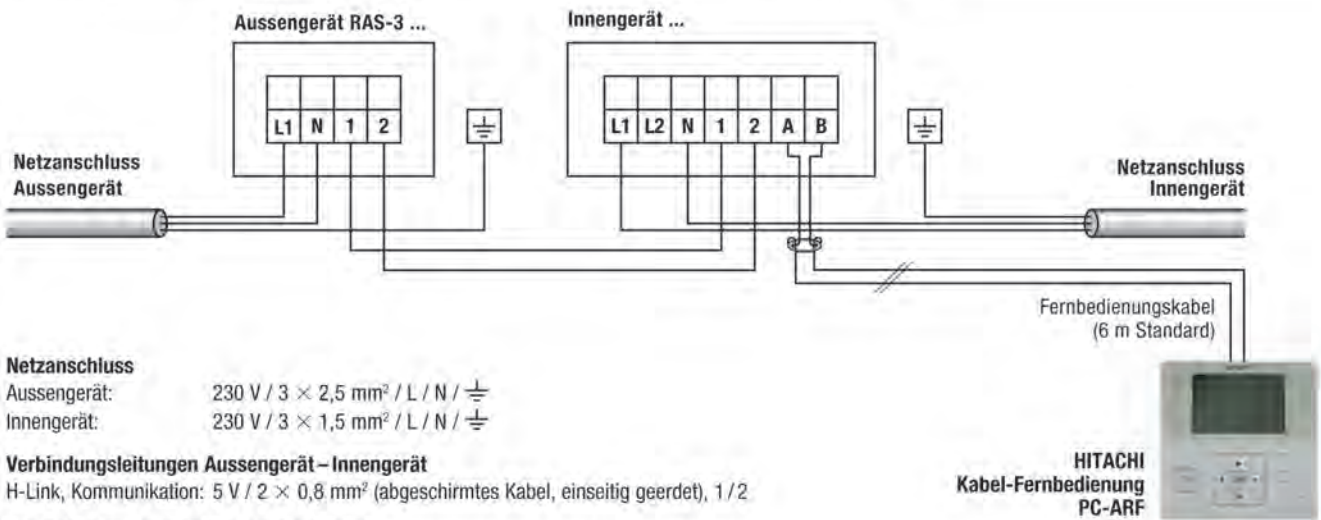 Aussengerät RAS-3 ...
Innengerät ...
L1 N 1 2
L1 L2 N 1 2 A B
Netzanschluss
Aussengerät
Netzanschluss
Innengerät
Fernbedienungskabel
(6 m Standard)
Netzanschluss
Aussengerät: 230 V / 3 × 2,5 mm² / L / N / ⏚
Innengerät: 230 V / 3 × 1,5 mm² / L / N / ⏚
Verbindungsleitungen Aussengerät – Innengerät
H-Link, Kommunikation: 5 V / 2 × 0,8 mm² (abgeschirmtes Kabel, einseitig geerdet), 1 / 2
HITACHI
Kabel-Fernbedienung
PC-ARF